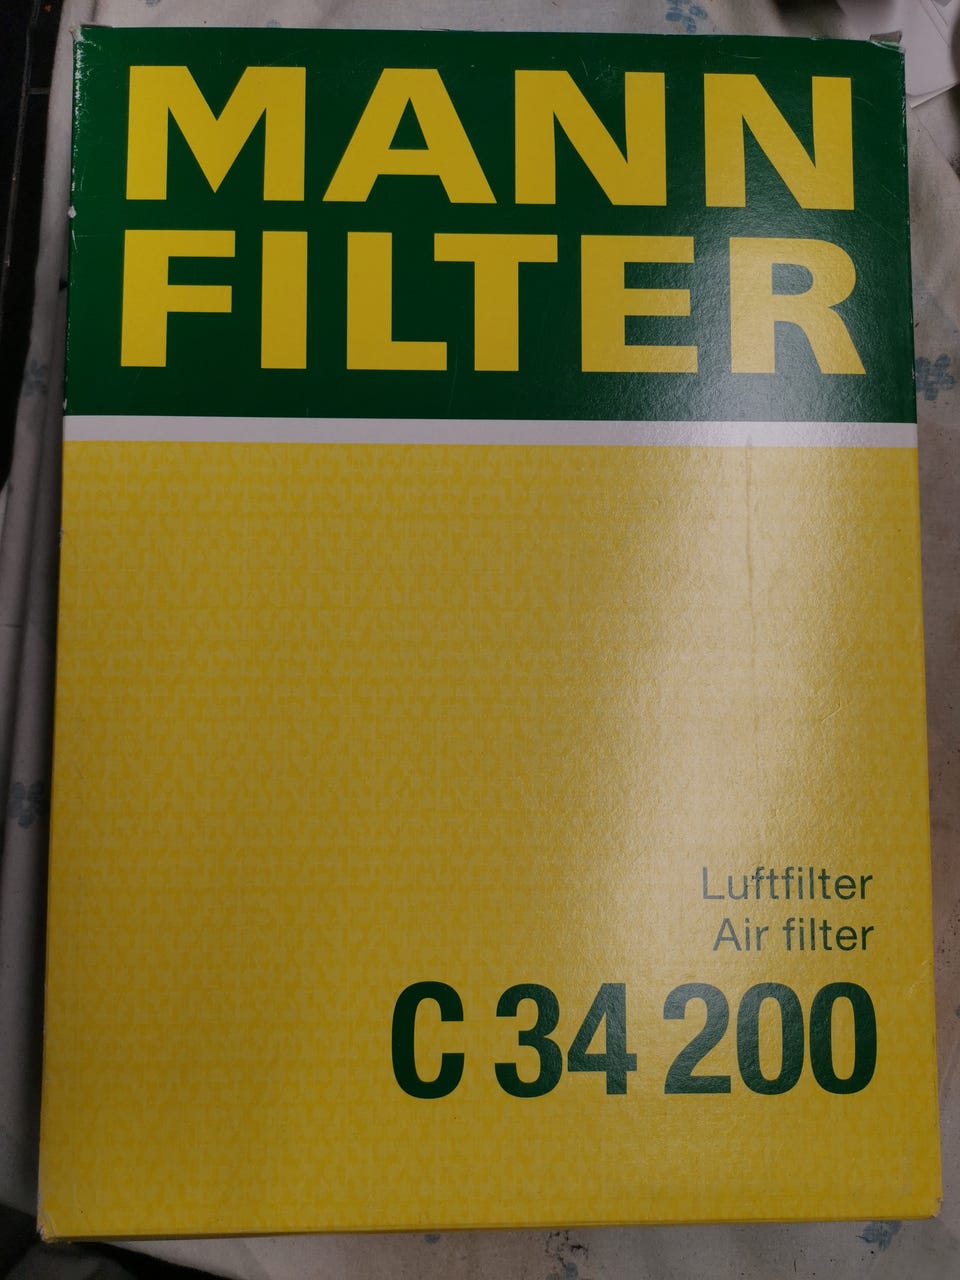 MANN
FILTER
Luftfilter
Air filter
C 34 200